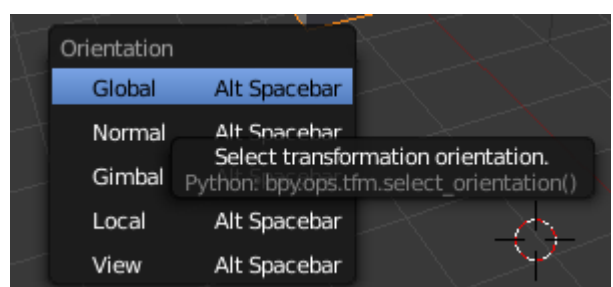 Orientation
Global Alt Spacebar
Normal Alt Spacebar
Select transformation orientation.
Gimbal
Python: bpy.ops.tfm.select_orientation()
Local Alt Spacebar
View Alt Spacebar